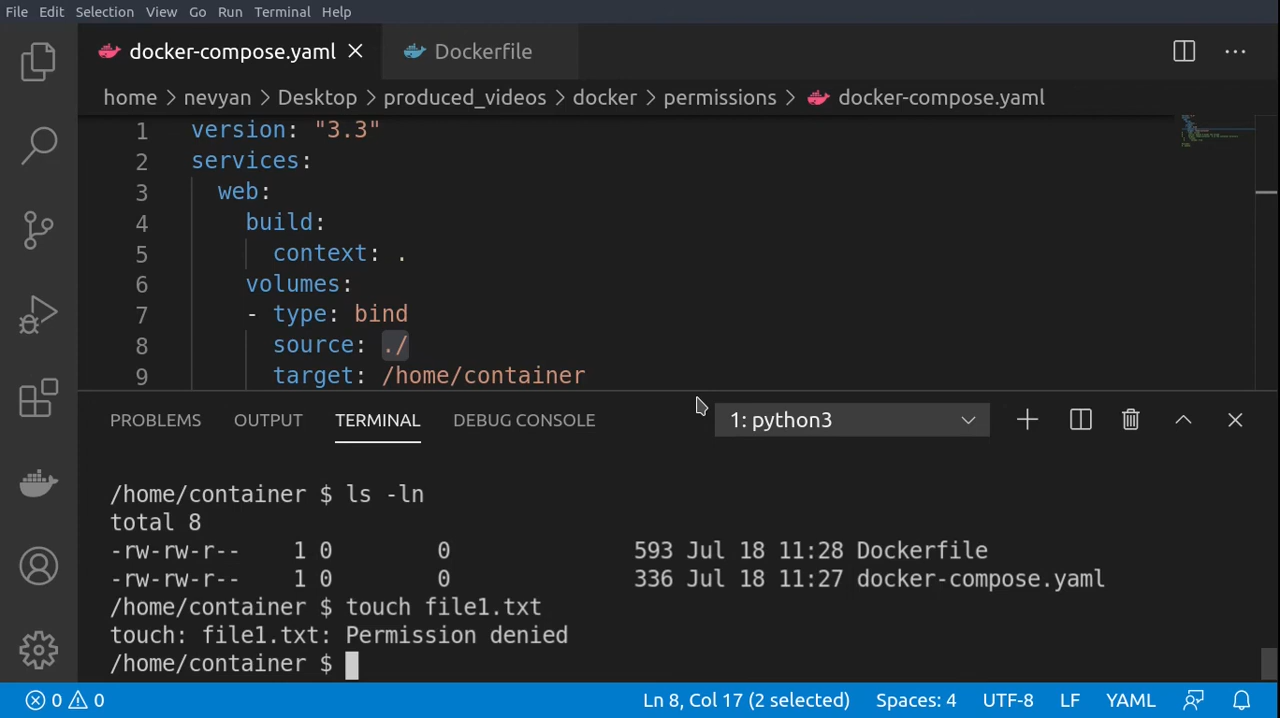 File Edit Selection View Go Run Terminal Help
docker-compose.yaml Dockerfile
home > nevyan > Desktop > produced_videos > docker > permissions > docker-compose.yaml
1 version: "3.3"
2 services:
3 web:
4 build:
5 context: .
6 volumes:
7 - type: bind
8 source: ./
9 target: /home/container
PROBLEMS OUTPUT TERMINAL DEBUG CONSOLE 1: python3
/home/container $ ls -ln
total 8
-rw-rw-r-- 1 0 0 593 Jul 18 11:28 Dockerfile
-rw-rw-r-- 1 0 0 336 Jul 18 11:27 docker-compose.yaml
/home/container $ touch file1.txt
touch: file1.txt: Permission denied
/home/container $
0 0 Ln 8, Col 17 (2 selected) Spaces: 4 UTF-8 LF YAML